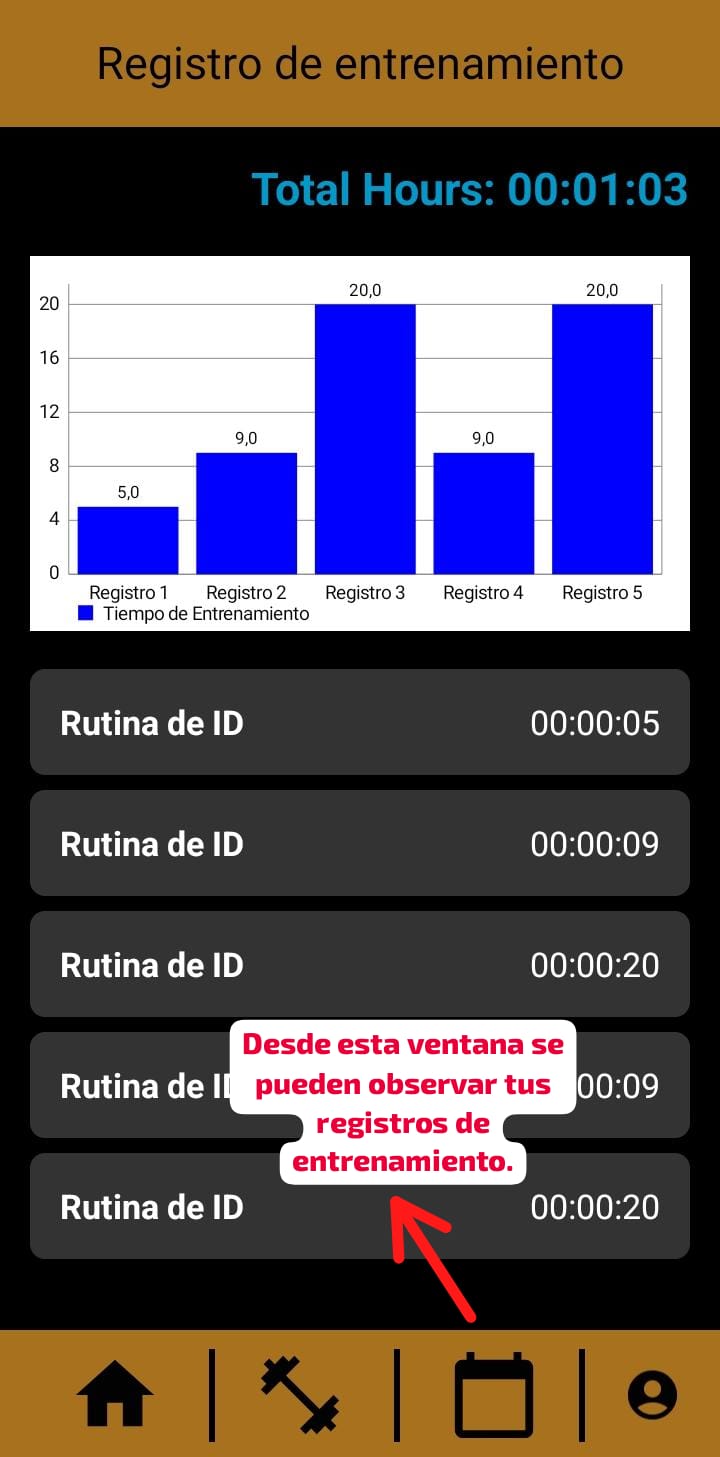 Registro de entrenamiento
Total Hours: 00:01:03
20,0 20,0
20
16
12
9,0 9,0
8
5,0
4
0
Registro 1 Registro 2 Registro 3 Registro 4 Registro 5
Tiempo de Entrenamiento
Rutina de ID 00:00:05
Rutina de ID 00:00:09
Rutina de ID 00:00:20
Desde esta ventana se
Rutina de 00:09
pueden observar tus
registros de
entrenamiento.
Rutina de ID 00:00:20